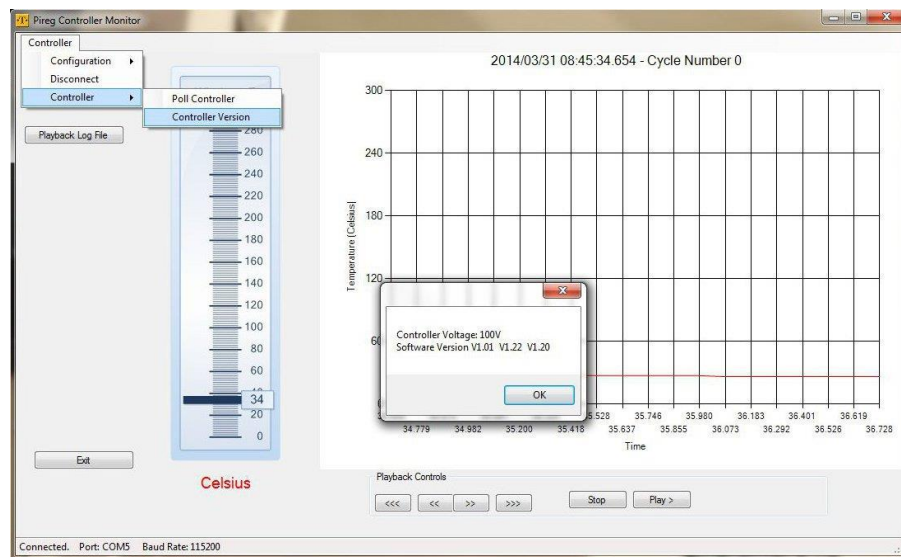 Pireg Controller Monitor
Controller
Configuration
Disconnect
Controller
Poll Controller
Controller Version
Playback Log File
280
260
240
220
200
180
160
140
120
100
80
60
34
20
0
Celsius
Exit
2014/03/31 08:45:34.654 - Cycle Number 0
Temperature [Celsius]
300
240
180
120
Controller Voltage: 100V
Software Version V1.01 V1.22 V1.20
OK
35.746 35.980 36.183 36.401 36.619
34.779 34.982 35.200 35.418 35.637 35.855 36.073 36.292 36.526 36.728
Time
Playback Controls
<<< << >> >>> Stop Play >
Connected. Port: COM5 Baud Rate: 115200